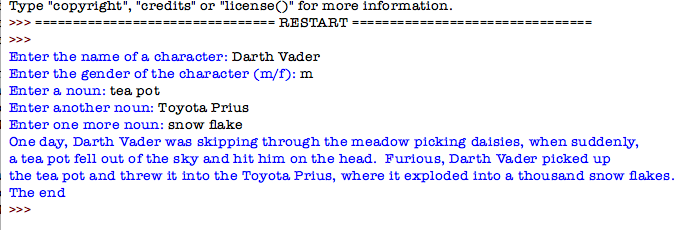 Type "copyright", "credits" or "license()" for more information.
>>> ================================ RESTART ================================
>>>
Enter the name of a character: Darth Vader
Enter the gender of the character (m/f): m
Enter a noun: tea pot
Enter another noun: Toyota Prius
Enter one more noun: snow flake
One day, Darth Vader was skipping through the meadow picking daisies, when suddenly,
a tea pot fell out of the sky and hit him on the head.  Furious, Darth Vader picked up
the tea pot and threw it into the Toyota Prius, where it exploded into a thousand snow flakes.
The end
>>>